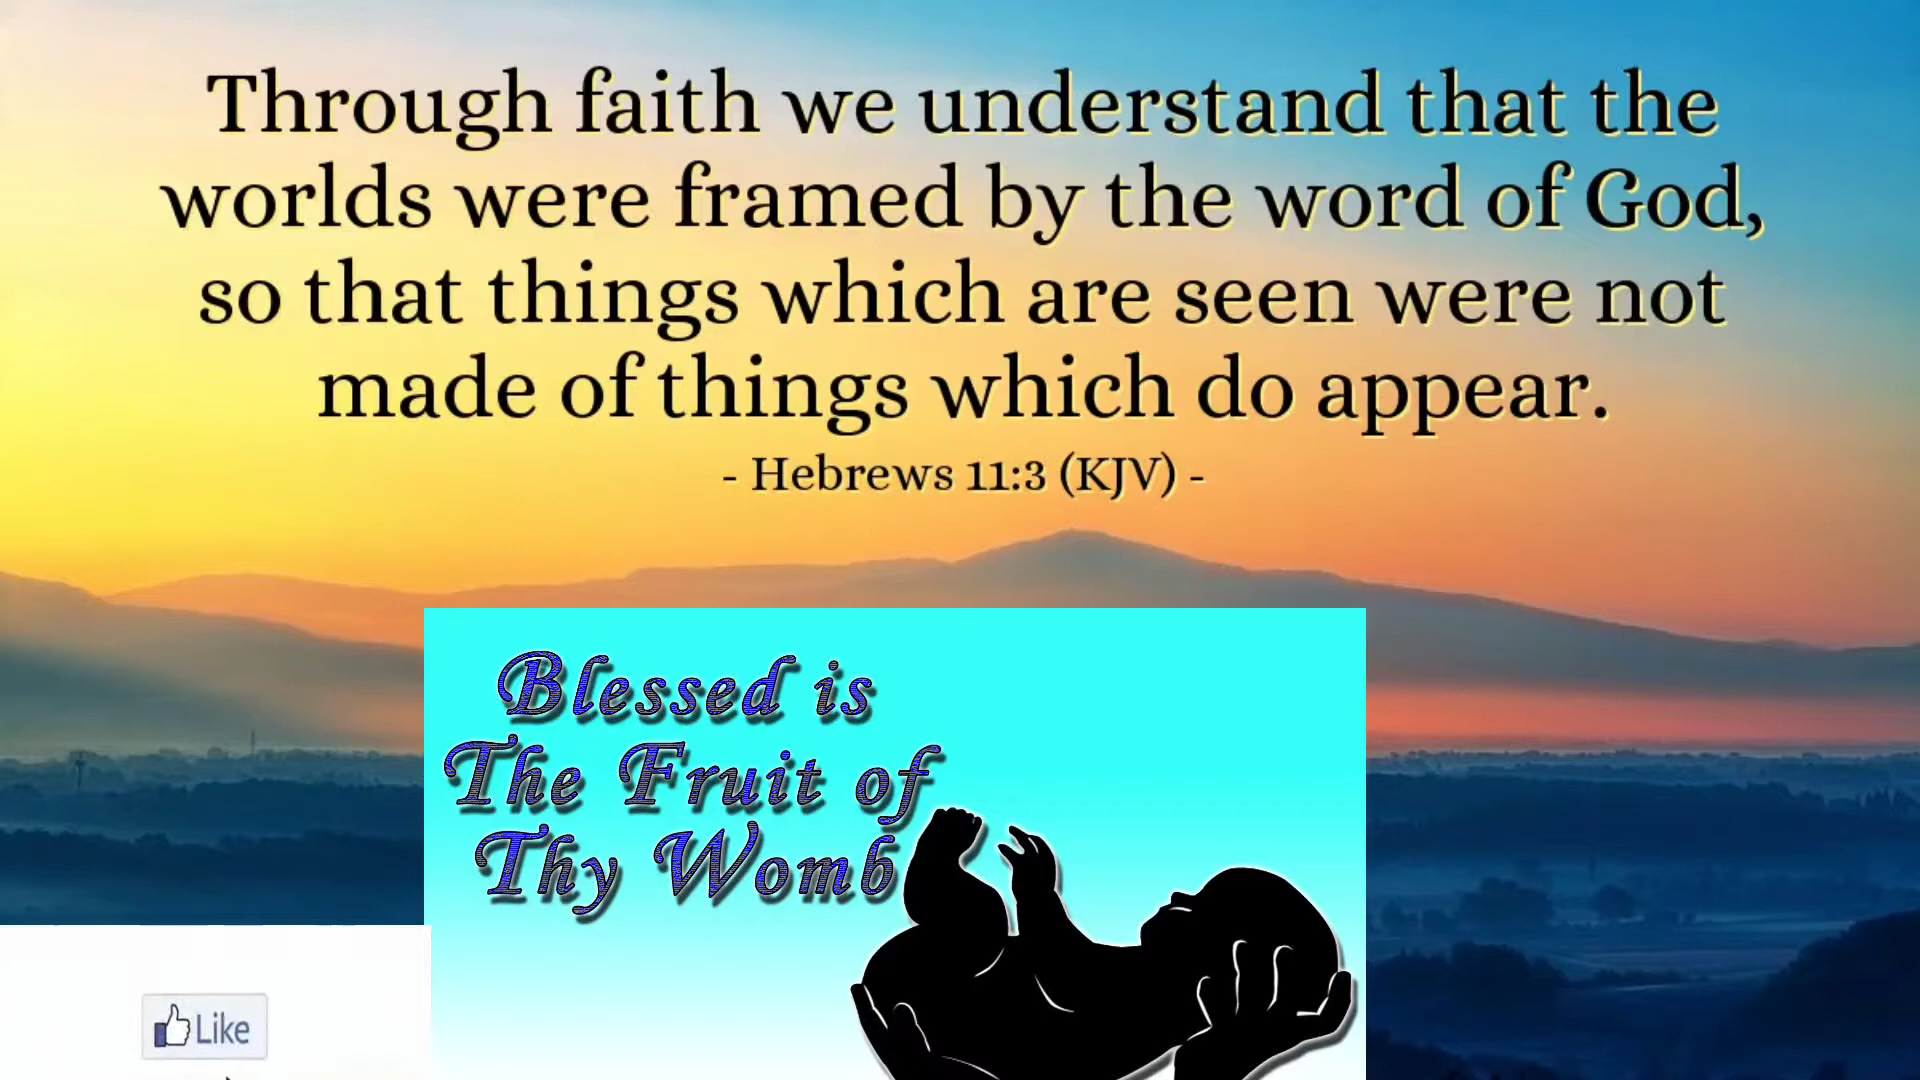 Through faith we understand that the
worlds were framed by the word of God,
so that things which are seen were not
made of things which do appear.
- Hebrews 11:3 (KJV) -
Blessed is
The Fruit of
Thy Womb
Like